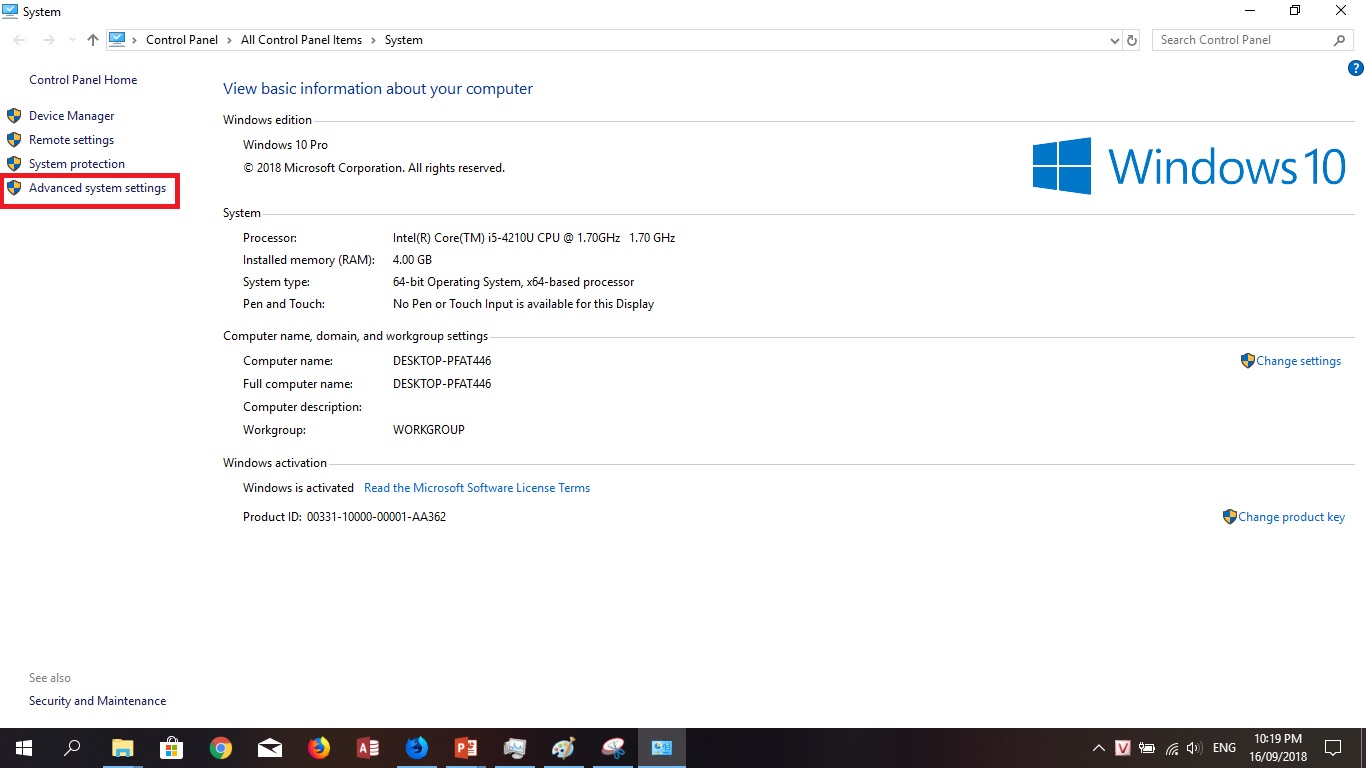 System
Control Panel › All Control Panel Items › System
Search Control Panel
Control Panel Home
Device Manager
Remote settings
System protection
Advanced system settings
View basic information about your computer
Windows edition
Windows 10 Pro
© 2018 Microsoft Corporation. All rights reserved.
Windows 10
System
Processor: Intel(R) Core(TM) i5-4210U CPU @ 1.70GHz 1.70 GHz
Installed memory (RAM): 4.00 GB
System type: 64-bit Operating System, x64-based processor
Pen and Touch: No Pen or Touch Input is available for this Display
Computer name, domain, and workgroup settings
Computer name: DESKTOP-PFAT446 Change settings
Full computer name: DESKTOP-PFAT446
Computer description:
Workgroup: WORKGROUP
Windows activation
Windows is activated Read the Microsoft Software License Terms
Product ID: 00331-10000-00001-AA362 Change product key
See also
Security and Maintenance
V ENG 10:19 PM
16/09/2018